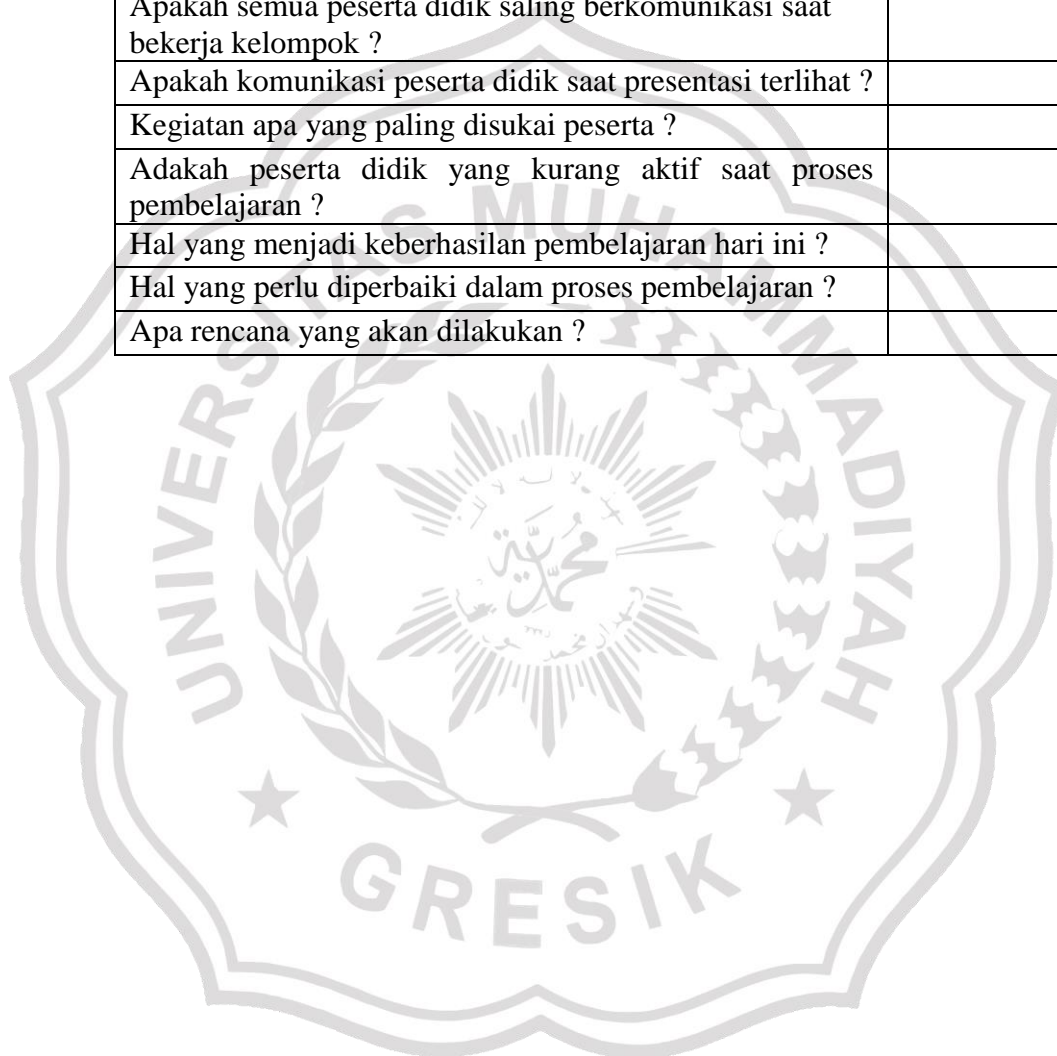 Apakah semua peserta didik saling berkomunikasi saat
bekerja kelompok ?
Apakah komunikasi peserta didik saat presentasi terlihat ?
Kegiatan apa yang paling disukai peserta ?
Adakah peserta didik yang kurang aktif saat proses
pembelajaran ?
Hal yang menjadi keberhasilan pembelajaran hari ini ?
Hal yang perlu diperbaiki dalam proses pembelajaran ?
Apa rencana yang akan dilakukan ?
UNIVERSITAS MUHAMMADIYAH
GRESIK